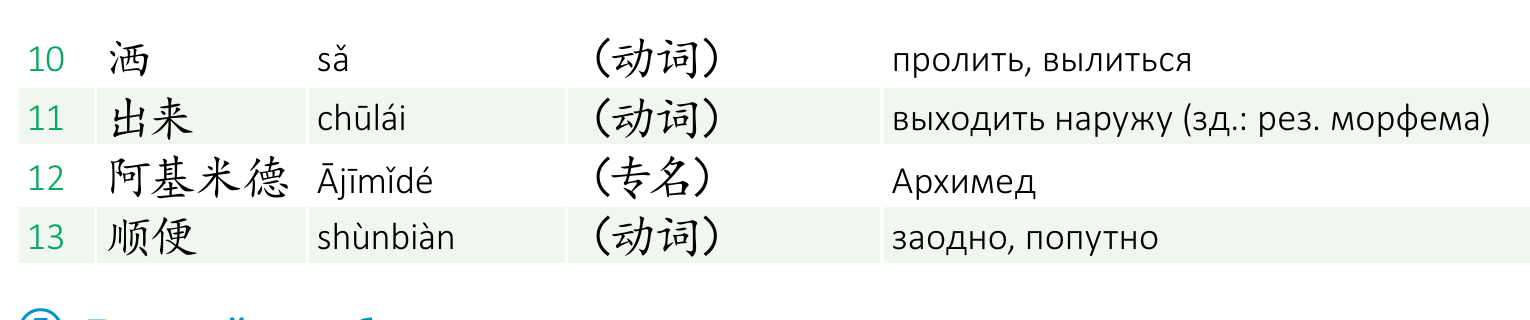 10 洒 sǎ （动词） пролить, вылиться
11 出来 chūlái （动词） выходить наружу (зд.: рез. морфема)
12 阿基米德 Ājīmǐdé （专名） Архимед
13 顺便 shùnbiàn （动词） заодно, попутно